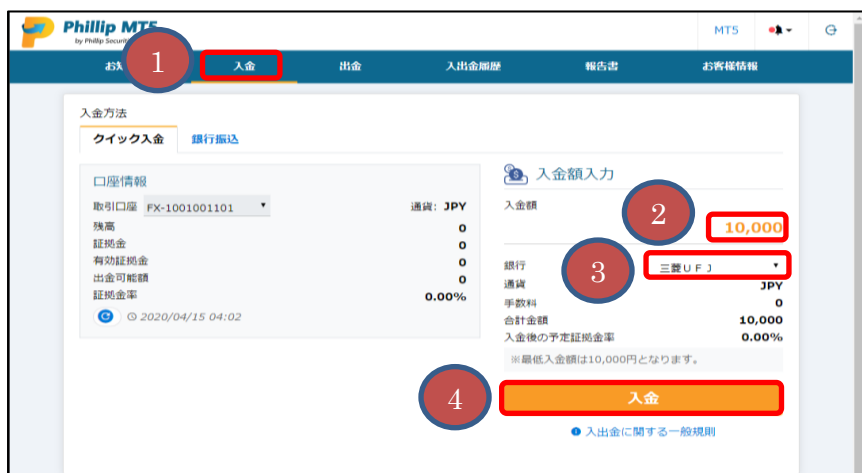 Phillip MT5
by Phillip Securit
MT5
1
お知
入金
出金
入出金履歴
報告書
お客様情報
入金方法
クイック入金
銀行振込
口座情報
取引口座 FX-1001001101
通貨: JPY
残高 0
証拠金 0
有効証拠金 0
出金可能額 0
証拠金率 0.00%
2020/04/15 04:02
入金額入力
入金額
2
10,000
3
銀行 三菱UFJ
通貨 JPY
手数料 0
合計金額 10,000
入金後の予定証拠金率 0.00%
※最低入金額は10,000円となります。
4
入金
入出金に関する一般規則